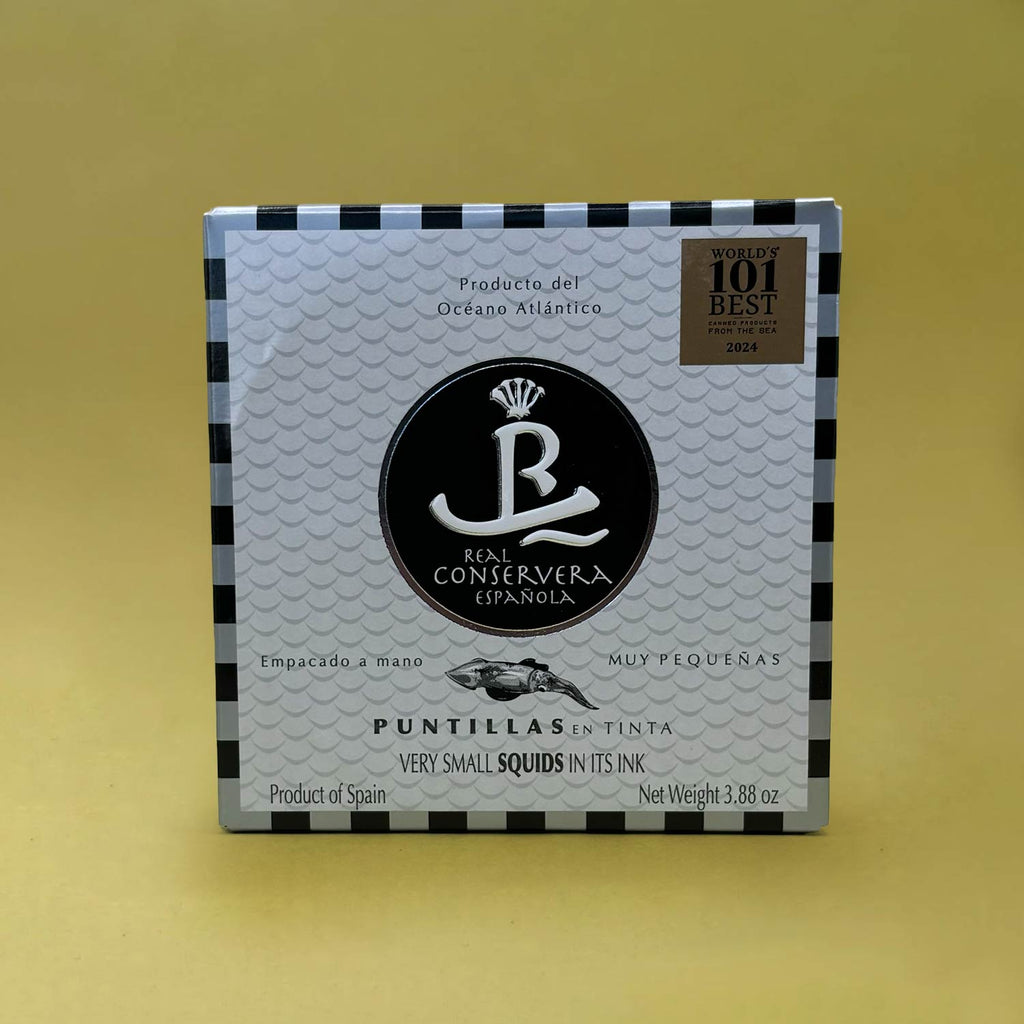 Producto del
Océano Atlántico
WORLD'S
101
BEST
CANNED PRODUCTS
FROM THE SEA
2024
REAL
CONSERVERA
ESPAÑOLA
Empacado a mano
MUY PEQUEÑAS
PUNTILLAS EN TINTA
VERY SMALL SQUIDS IN ITS INK
Product of Spain
Net Weight 3.88 oz